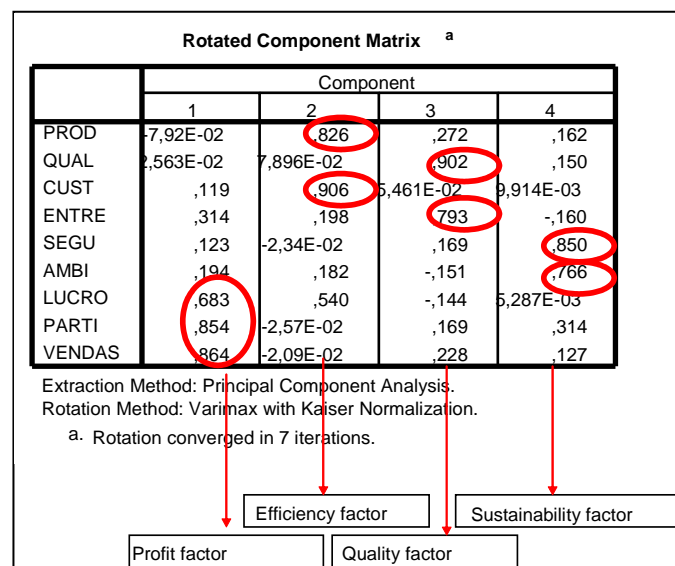 Rotated Component Matrix a
Component
1 2 3 4
PROD -7,92E-02 ,826 ,272 ,162
QUAL 2,563E-02 7,896E-02 ,902 ,150
CUST ,119 ,906 5,461E-02 9,914E-03
ENTRE ,314 ,198 ,793 -,160
SEGU ,123 -2,34E-02 ,169 ,850
AMBI ,194 ,182 -,151 ,766
LUCRO ,683 ,540 -,144 5,287E-03
PARTI ,854 -2,57E-02 ,169 ,314
VENDAS ,864 -2,09E-02 ,228 ,127
Extraction Method: Principal Component Analysis.
Rotation Method: Varimax with Kaiser Normalization.
a. Rotation converged in 7 iterations.
Efficiency factor Sustainability factor
Profit factor Quality factor